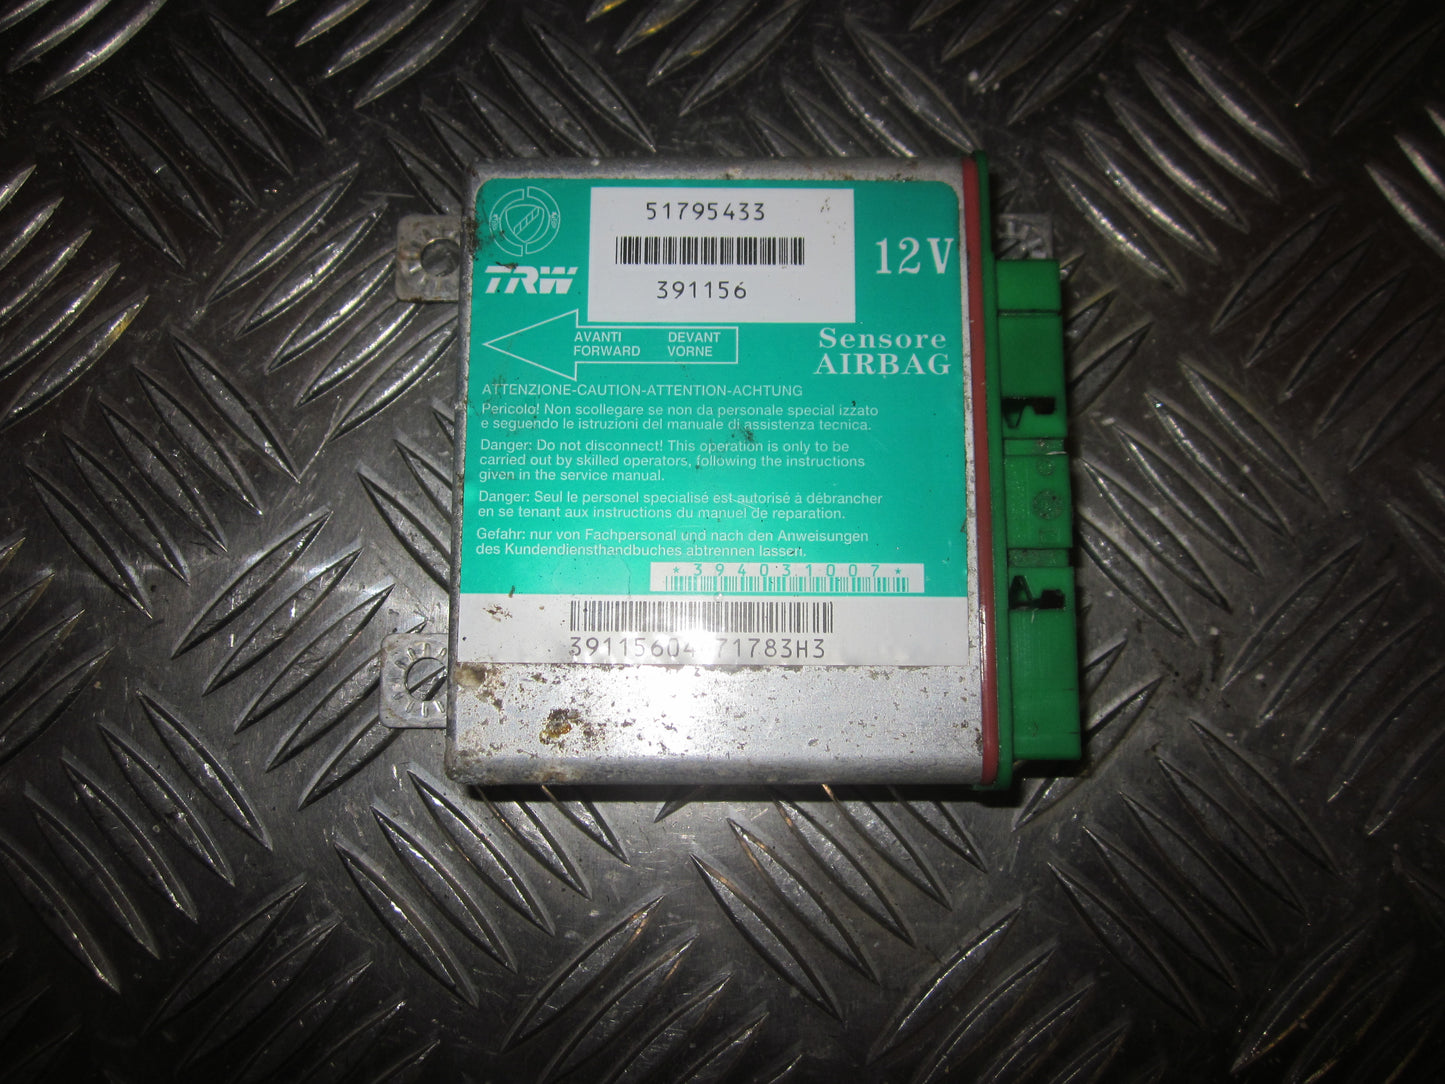 51795433
391156
TRW
12V
AVANTI DEVANT
FORWARD VORNE
Sensore
AIRBAG
ATTENZIONE-CAUTION-ATTENTION-ACHTUNG
Pericolo! Non scollegare se non da personale special izzato
e seguendo le istruzioni del manuale di assistenza tecnica.
Danger: Do not disconnect! This operation is only to be
carried out by skilled operators, following the instructions
given in the service manual.
Danger: Seul le personel specialisé est autorisé à débrancher
en se tenant aux instructions du manuel de reparation.
Gefahr: nur von Fachpersonal und nach den Anweisungen
des Kundendiensthandbuches abtrennen lassen.
*394031007*
39115604 71783H3